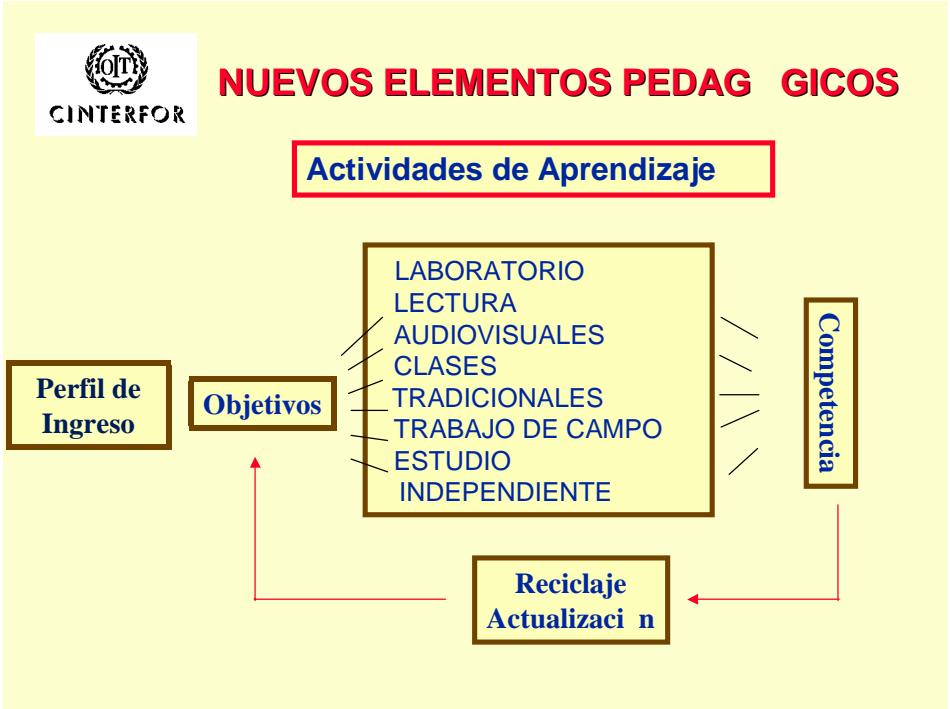 OIT
CINTERFOR
NUEVOS ELEMENTOS PEDAG GICOS
Actividades de Aprendizaje
LABORATORIO
LECTURA
AUDIOVISUALES
CLASES
TRADICIONALES
TRABAJO DE CAMPO
ESTUDIO
INDEPENDIENTE
Perfil de
Ingreso
Objetivos
Competencia
Reciclaje
Actualizaci n